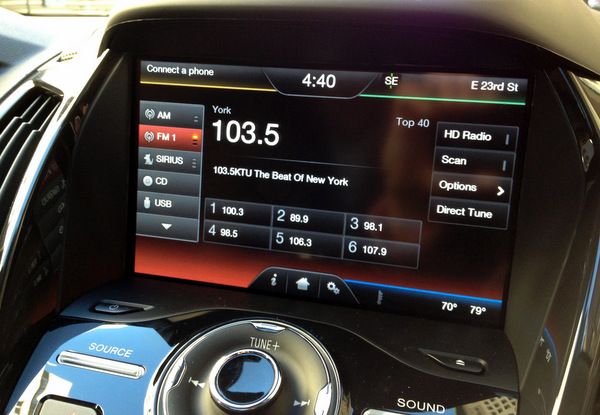 Connect a phone
4:40
SE
E 23rd St
AM
FM 1
SIRIUS
CD
USB
York
103.5
Top 40
103.5KTU The Beat Of New York
1 100.3
2 89.9
3 98.1
4 98.5
5 106.3
6 107.9
HD Radio
Scan
Options
Direct Tune
i
70° 79°
SOURCE
TUNE+
SOUND